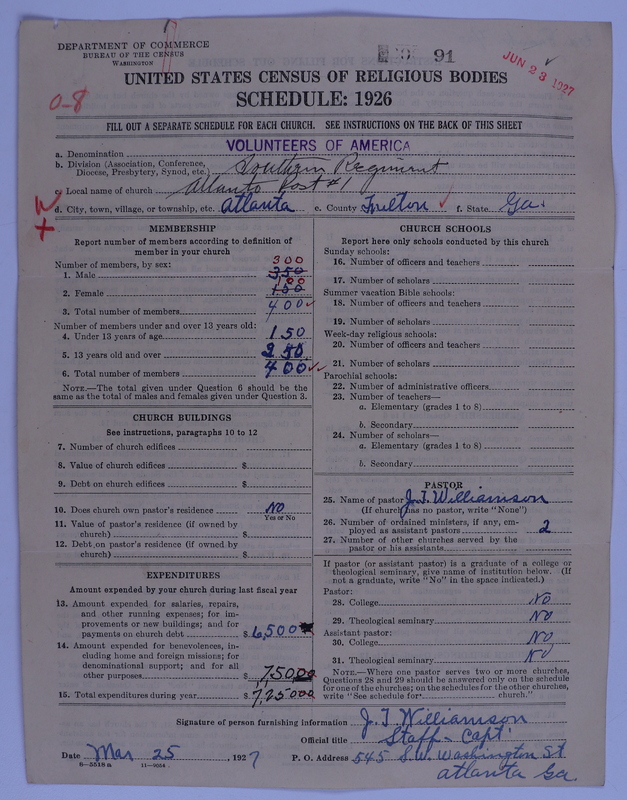 DEPARTMENT OF COMMERCE
BUREAU OF THE CENSUS
WASHINGTON
91
JUN 23 1927
UNITED STATES CENSUS OF RELIGIOUS BODIES
SCHEDULE: 1926
0-8
FILL OUT A SEPARATE SCHEDULE FOR EACH CHURCH. SEE INSTRUCTIONS ON THE BACK OF THIS SHEET
a. Denomination VOLUNTEERS OF AMERICA
b. Division (Association, Conference, Diocese, Presbytery, Synod, etc.) Southern Regiment
c. Local name of church Atlanta Post #1
d. City, town, village, or township, etc. Atlanta e. County Fulton f. State Ga.
MEMBERSHIP
Report number of members according to definition of
member in your church
Number of members, by sex:
300
1. Male 350
100
2. Female 150
3. Total number of members 400
Number of members under and over 13 years old:
4. Under 13 years of age 150
5. 13 years old and over 250
6. Total number of members 400
NOTE.—The total given under Question 6 should be
same as the total of males and females given under Question 3.
CHURCH BUILDINGS
See instructions, paragraphs 10 to 12
7. Number of church edifices
8. Value of church edifices $
9. Debt on church edifices $
10. Does church own pastor's residence No
Yes or No
11. Value of pastor's residence (if owned by
church) $
12. Debt on pastor's residence (if owned by
church) $
EXPENDITURES
Amount expended by your church during last fiscal year
13. Amount expended for salaries, repairs,
and other running expenses; for im-
provements or new buildings; and for
payments on church debt $ 6,500
14. Amount expended for benevolences, in-
cluding home and foreign missions; for
denominational support; and for all
other purposes $ 750 00
15. Total expenditures during year $ 7,250 00
CHURCH SCHOOLS
Report here only schools conducted by this church
Sunday schools:
16. Number of officers and teachers
17. Number of scholars
Summer vacation Bible schools:
18. Number of officers and teachers
19. Number of scholars
Week-day religious schools:
20. Number of officers and teachers
21. Number of scholars
Parochial schools:
22. Number of administrative officers
23. Number of teachers—
a. Elementary (grades 1 to 8)
b. Secondary
24. Number of scholars—
a. Elementary (grades 1 to 8)
b. Secondary
PASTOR
25. Name of pastor J. T. Williamson
(If church has no pastor, write "None")
26. Number of ordained ministers, if any, em-
ployed as assistant pastors 2
27. Number of other churches served by the
pastor or his assistants
If pastor (or assistant pastor) is a graduate of a college or
theological seminary, give name of institution below. (If
not a graduate, write "No" in the space indicated.)
Pastor:
28. College No
29. Theological seminary No
Assistant pastor:
30. College No
31. Theological seminary No
NOTE.—Where one pastor serves two or more churches,
Questions 28 and 29 should be answered only on the schedule
for one of the churches; on the schedules for the other churches,
write "See schedule for church."
Signature of person furnishing information J. T. Williamson
Official title Staff-Capt.
Date Mar 25, 1927 P. O. Address 545 S.W. Washington St
8—5518 a 11—9054
Atlanta Ga.